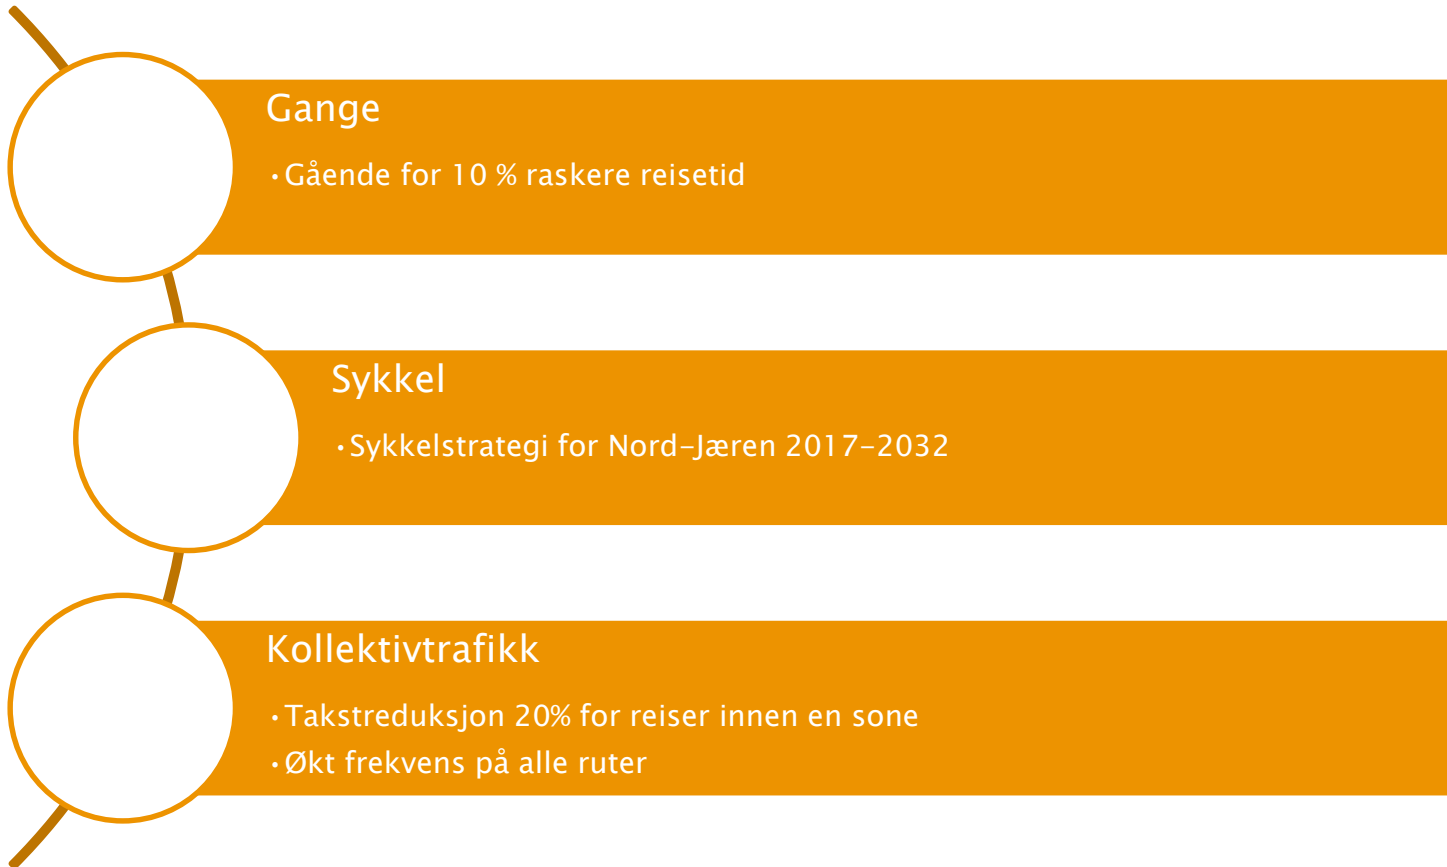 Gange
•Gående for 10 % raskere reisetid
Sykkel
•Sykkelstrategi for Nord-Jæren 2017-2032
Kollektivtrafikk
•Takstreduksjon 20% for reiser innen en sone
•Økt frekvens på alle ruter